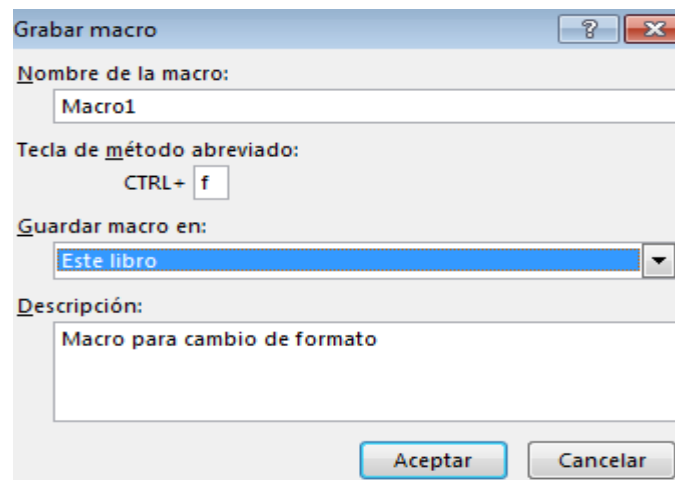 Grabar macro
Nombre de la macro:
Macro1
Tecla de método abreviado:
CTRL+ f
Guardar macro en:
Este libro
Descripción:
Macro para cambio de formato
Aceptar Cancelar